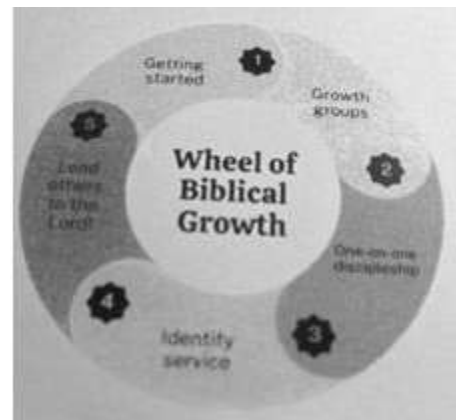 Wheel of
Biblical
Growth
Getting
started
1
Growth
groups
2
One-on-one
discipleship
3
Identity
service
4
Lead
others
to the
Lord!
5